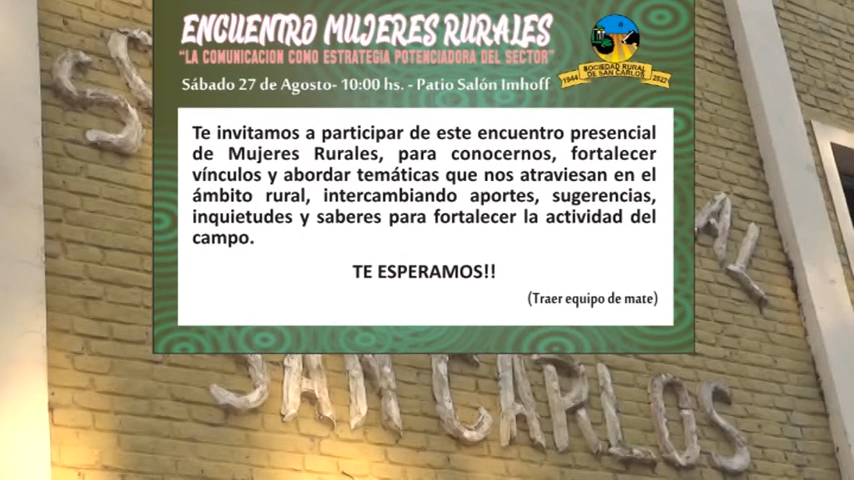 ENCUENTRO MUJERES RURALES
"LA COMUNICACION COMO ESTRATEGIA POTENCIADORA DEL SECTOR"
Sábado 27 de Agosto- 10:00 hs. - Patio Salón Imhoff
SOCIEDAD RURAL
DE SAN CARLOS
1944 2022
Te invitamos a participar de este encuentro presencial
de Mujeres Rurales, para conocernos, fortalecer
vínculos y abordar temáticas que nos atraviesan en el
ámbito rural, intercambiando aportes, sugerencias,
inquietudes y saberes para fortalecer la actividad del
campo.
TE ESPERAMOS!!
(Traer equipo de mate)
SO
AL
SAN CARLOS